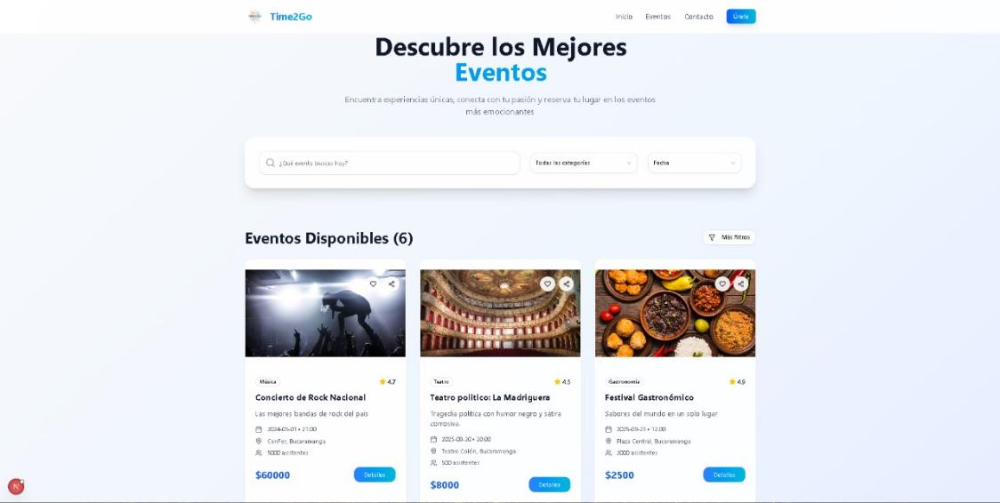 Time2Go
Inicio Eventos Contacto Únete
Descubre los Mejores
Eventos
Encuentra experiencias únicas, conecta con tu pasión y reserva tu lugar en los eventos
más emocionantes
¿Qué evento buscas hoy?
Todas las categorías
Fecha
Eventos Disponibles (6)
Más filtros
Música
4.7
Concierto de Rock Nacional
Las mejores bandas de rock del país
2024-05-01 • 21:00
CenFer, Bucaramanga
5000 asistentes
$60000
Detalles
Teatro
4.5
Teatro político: La Madriguera
Tragedia política con humor negro y sátira
corrosiva.
2025-09-20 • 20:00
Teatro Colón, Bucaramanga
500 asistentes
$8000
Detalles
Gastronomía
4.9
Festival Gastronómico
Sabores del mundo en un solo lugar
2025-09-25 • 12:00
Plaza Central, Bucaramanga
2000 asistentes
$2500
Detalles
N